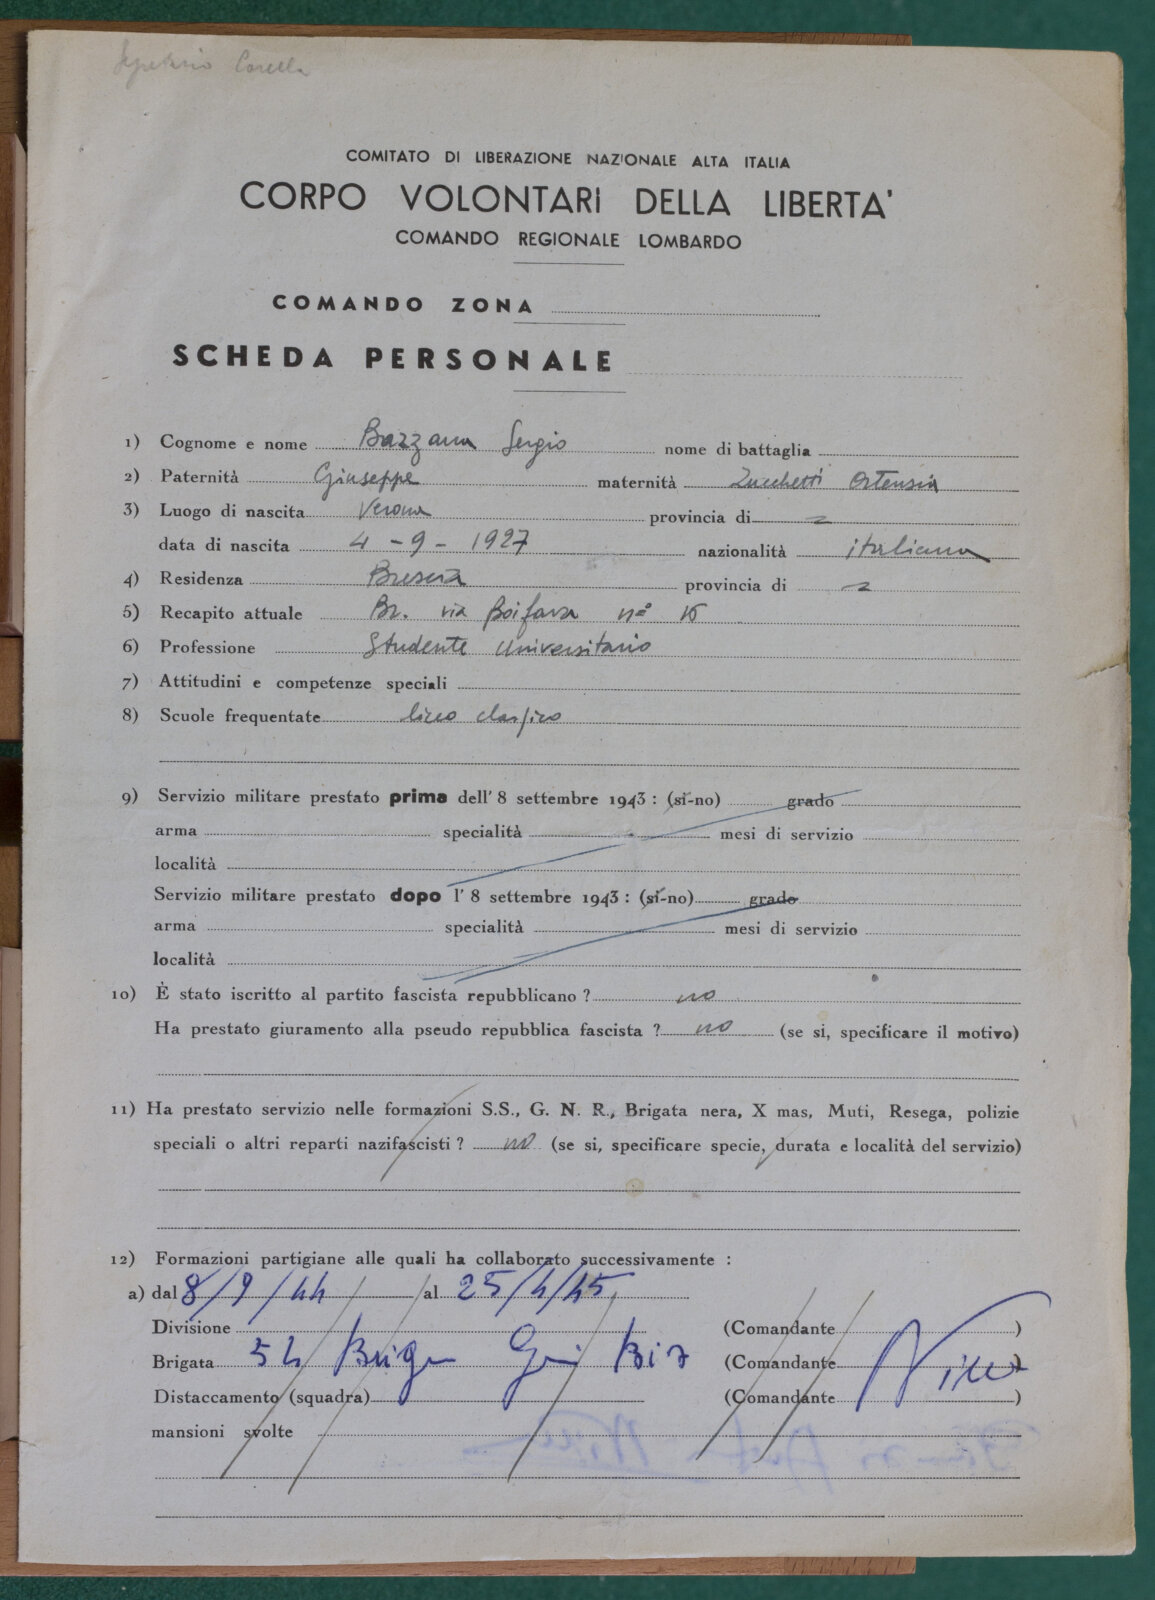 COMITATO DI LIBERAZIONE NAZIONALE ALTA ITALIA
CORPO VOLONTARI DELLA LIBERTA'
COMANDO REGIONALE LOMBARDO
COMANDO ZONA
SCHEDA PERSONALE
1) Cognome e nome Bazzana Sergio nome di battaglia
2) Paternità Giuseppe maternità Zucchetti Ortensia
3) Luogo di nascita Verona provincia di
data di nascita 4 - 9 - 1927 nazionalità italiana
4) Residenza Brescia provincia di
5) Recapito attuale Br. via Boifava n°
6) Professione Studente Universitario
7) Attitudini e competenze speciali
8) Scuole frequentate liceo classico
9) Servizio militare prestato prima dell' 8 settembre 1943 : (si-no) grado
arma specialità mesi di servizio
località
Servizio militare prestato dopo l' 8 settembre 1943 : (si-no) grado
arma specialità mesi di servizio
località
10) È stato iscritto al partito fascista repubblicano ? no
Ha prestato giuramento alla pseudo repubblica fascista ? no (se si, specificare il motivo)
11) Ha prestato servizio nelle formazioni S.S., G. N. R., Brigata nera, X mas, Muti, Resega, polizie
speciali o altri reparti nazifascisti ? no (se si, specificare specie, durata e località del servizio)
12) Formazioni partigiane alle quali ha collaborato successivamente :
a) dal 8/9/44 al 25/4/45
Divisione (Comandante )
Brigata 54 Briga (Comandante Nino )
Distaccamento (squadra) (Comandante )
mansioni svolte